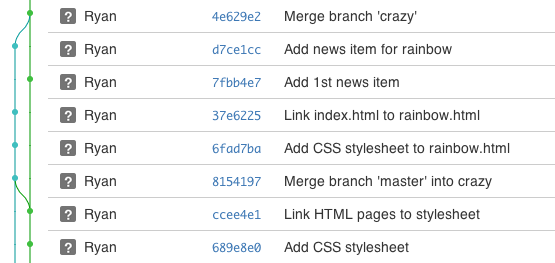 ? Ryan 4e629e2 Merge branch 'crazy'
? Ryan d7ce1cc Add news item for rainbow
? Ryan 7fbb4e7 Add 1st news item
? Ryan 37e6225 Link index.html to rainbow.html
? Ryan 6fad7ba Add CSS stylesheet to rainbow.html
? Ryan 8154197 Merge branch 'master' into crazy
? Ryan ccee4e1 Link HTML pages to stylesheet
? Ryan 689e8e0 Add CSS stylesheet